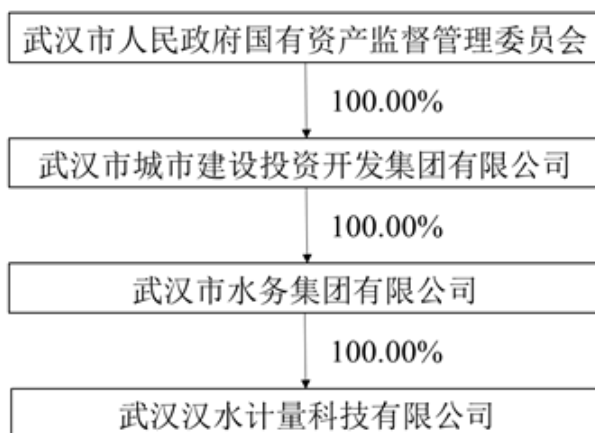 武汉市人民政府国有资产监督管理委员会
100.00%
武汉市城市建设投资开发集团有限公司
100.00%
武汉市水务集团有限公司
100.00%
武汉汉水计量科技有限公司